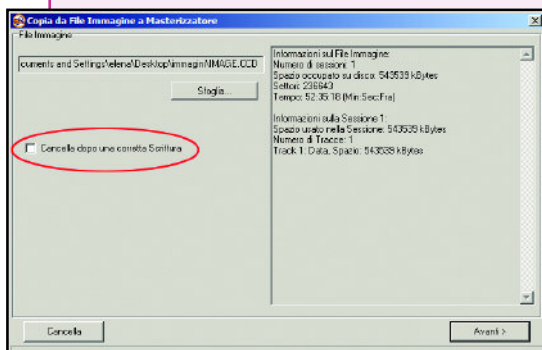 Copia da File Immagine a Masterizzatore
File Immagine
cuments and Settings\elena\Desktop\immagin\IMAGE.CCD
Sfoglia...
Cancella dopo una corretta Scrittura
Informazioni sul File Immagine:
Numero di sessioni: 1
Spazio occupato su disco: 543539 kBytes
Settori: 236643
Tempo: 52:35:18 (Min:Sec:Fra)
Informazioni sulla Sessione 1:
Spazio usato nella Sessione: 543539 kBytes
Numero di Tracce: 1
Track 1: Data, Spazio: 543539 kBytes
Cancella
Avanti >